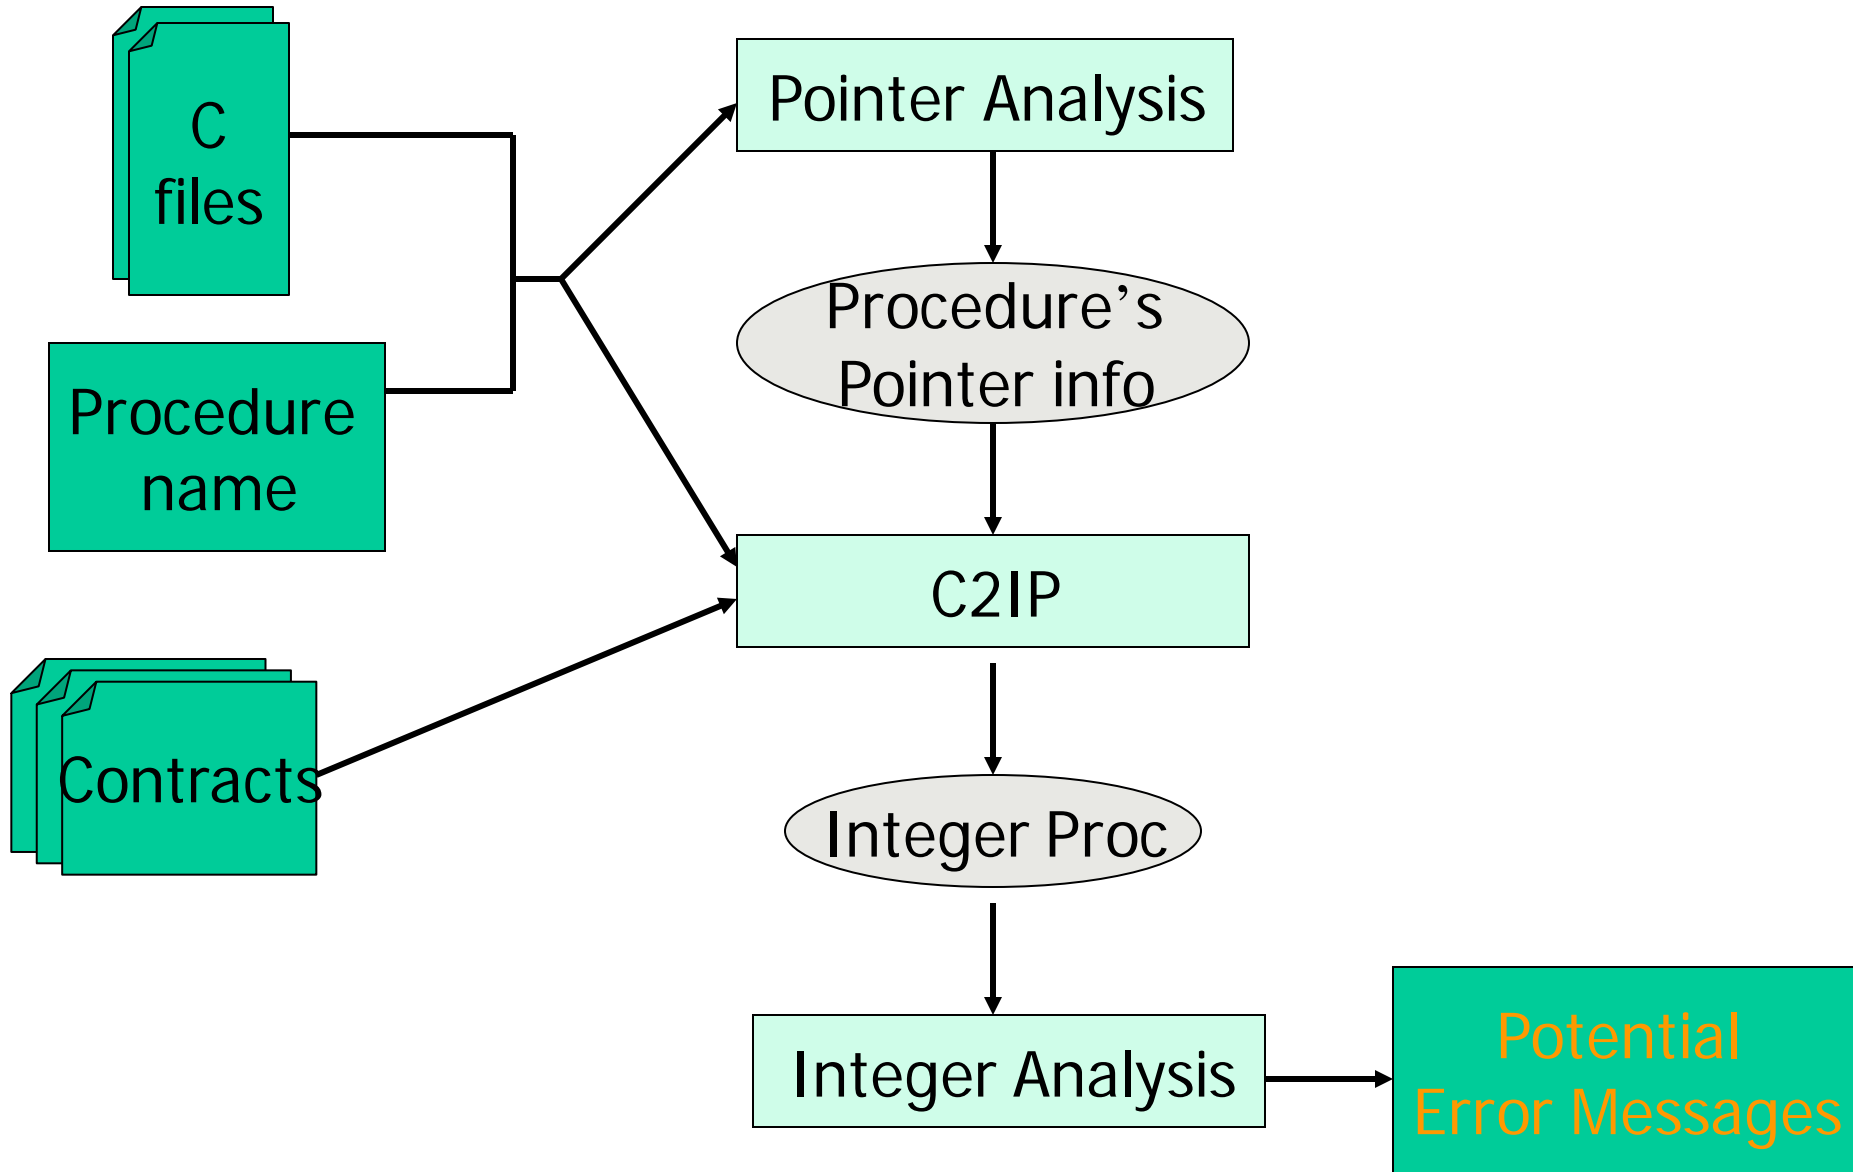 C
files
Pointer Analysis
Procedure’s
Pointer info
Procedure
name
C2IP
Contracts
Integer Proc
Integer Analysis
Potential
Error Messages